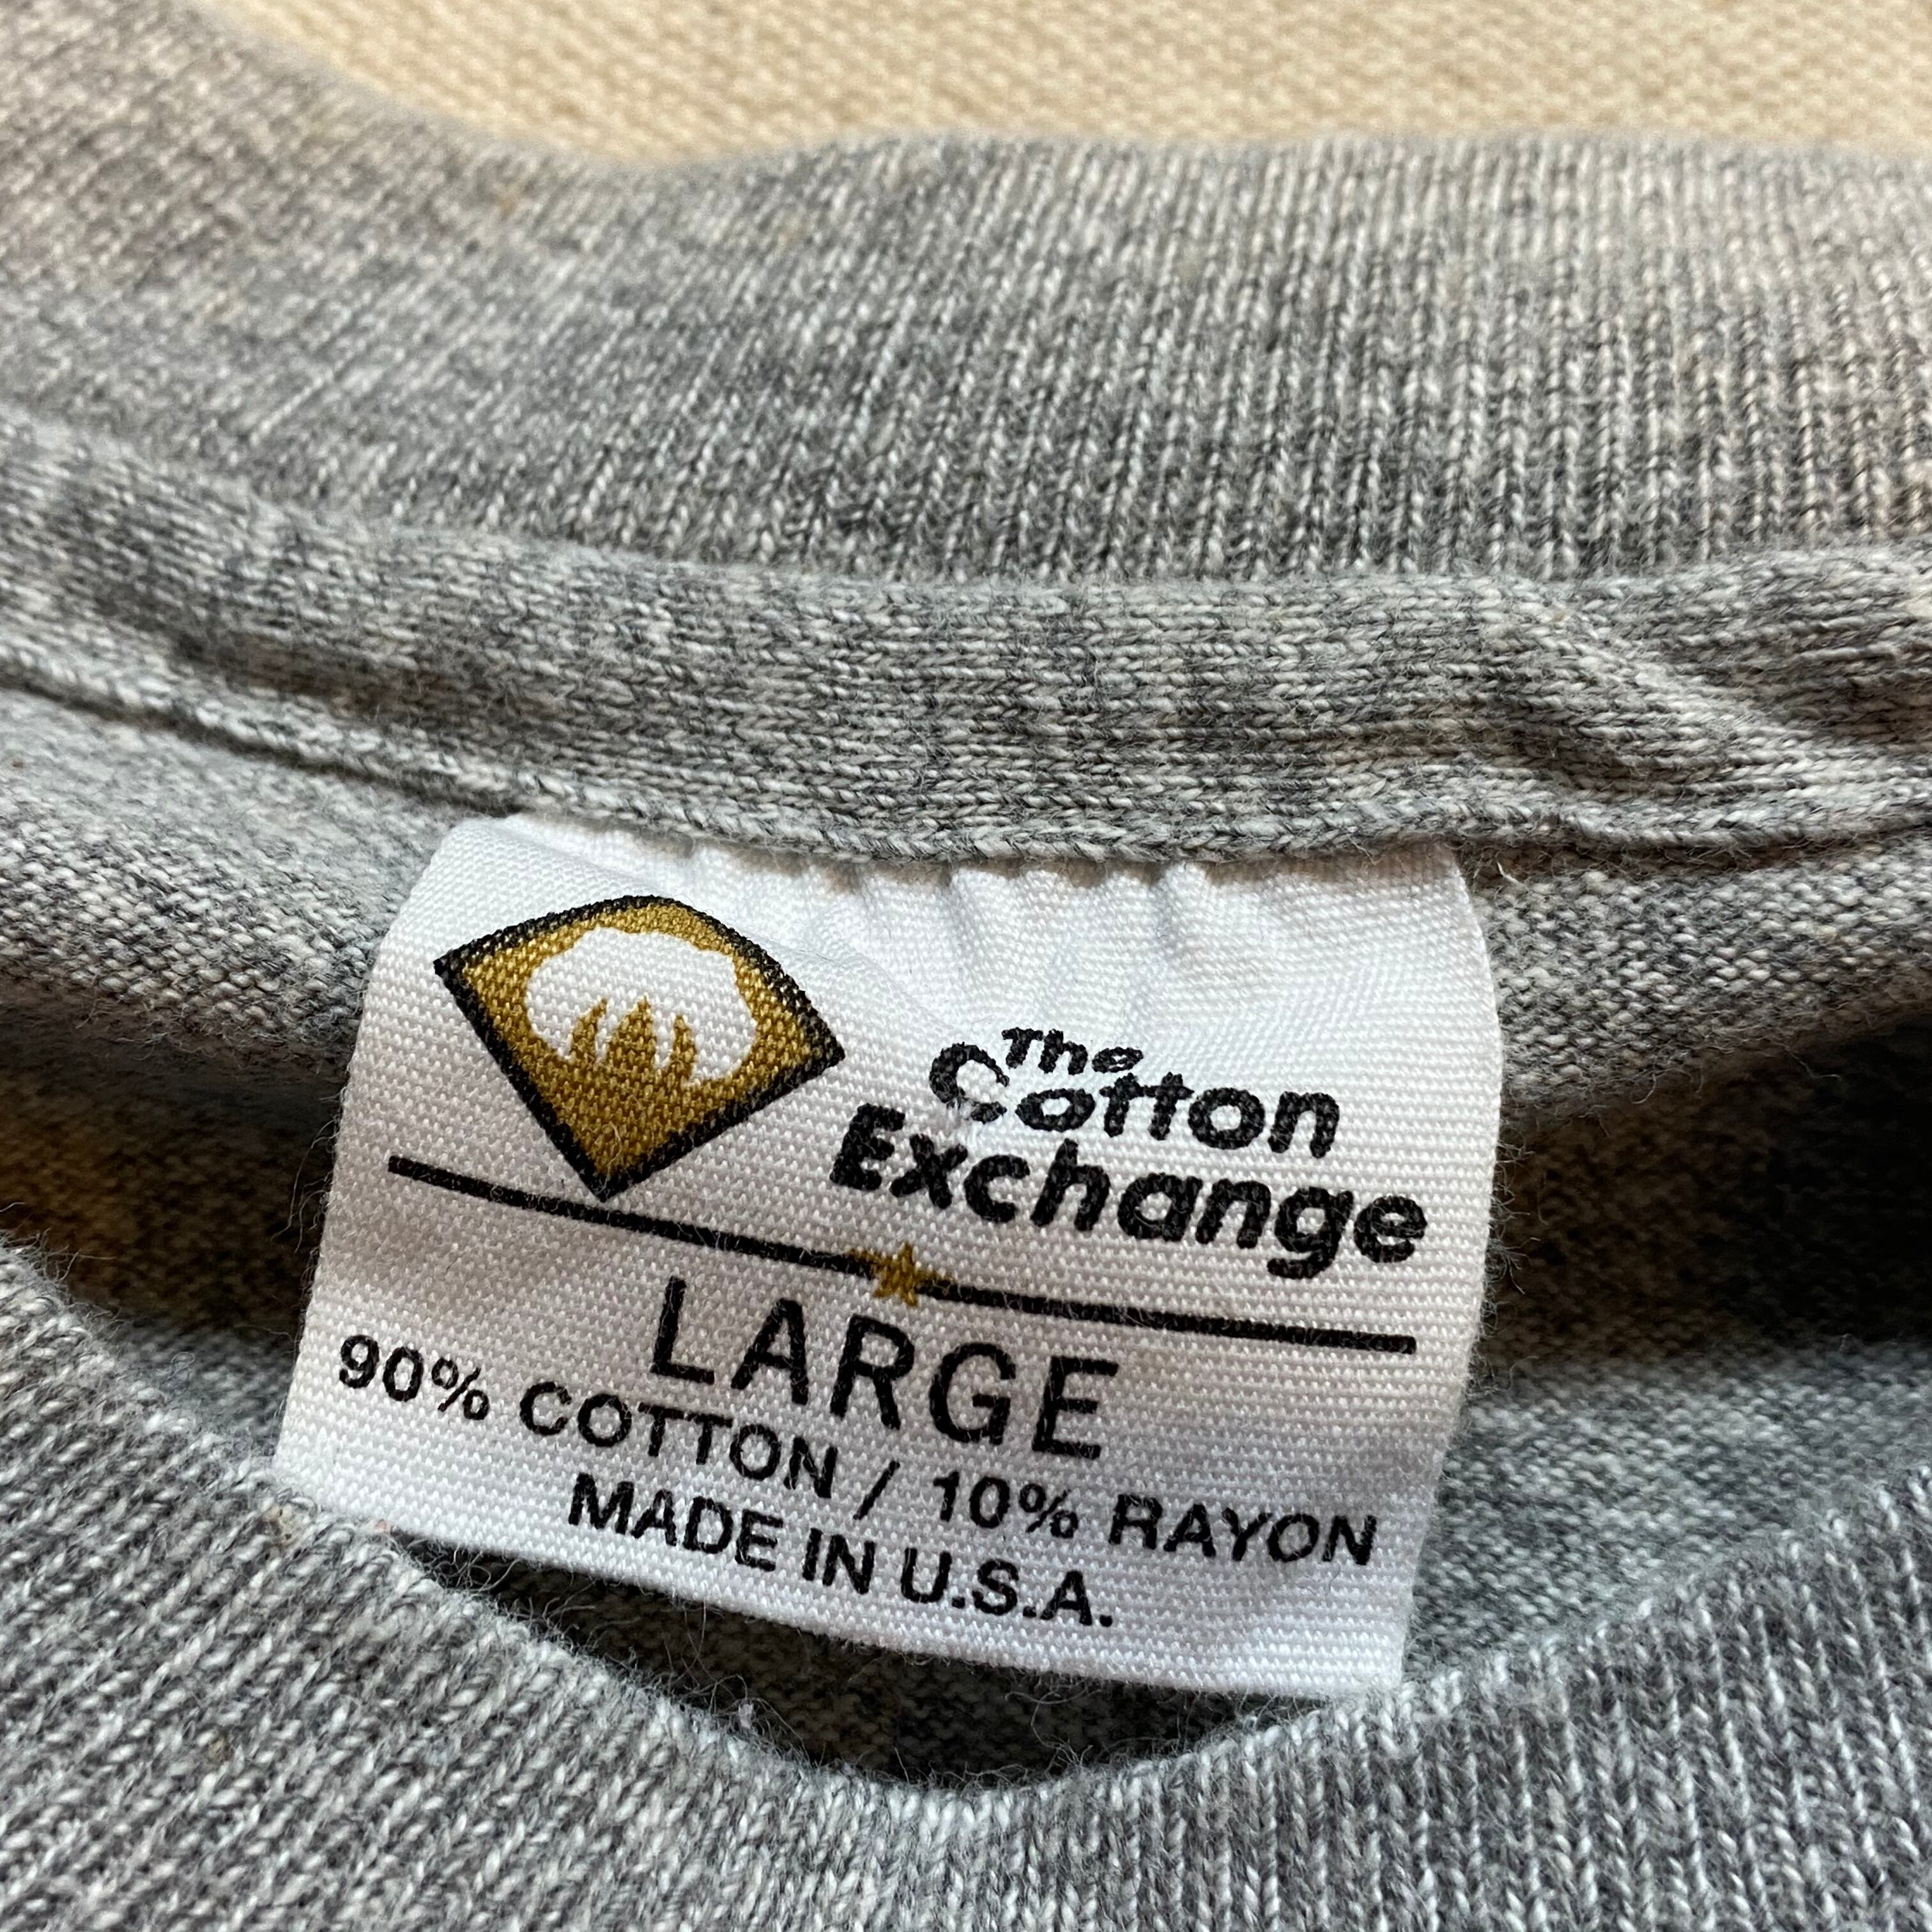 The
Cotton
Exchange
LARGE
90% COTTON / 10% RAYON
MADE IN U.S.A.